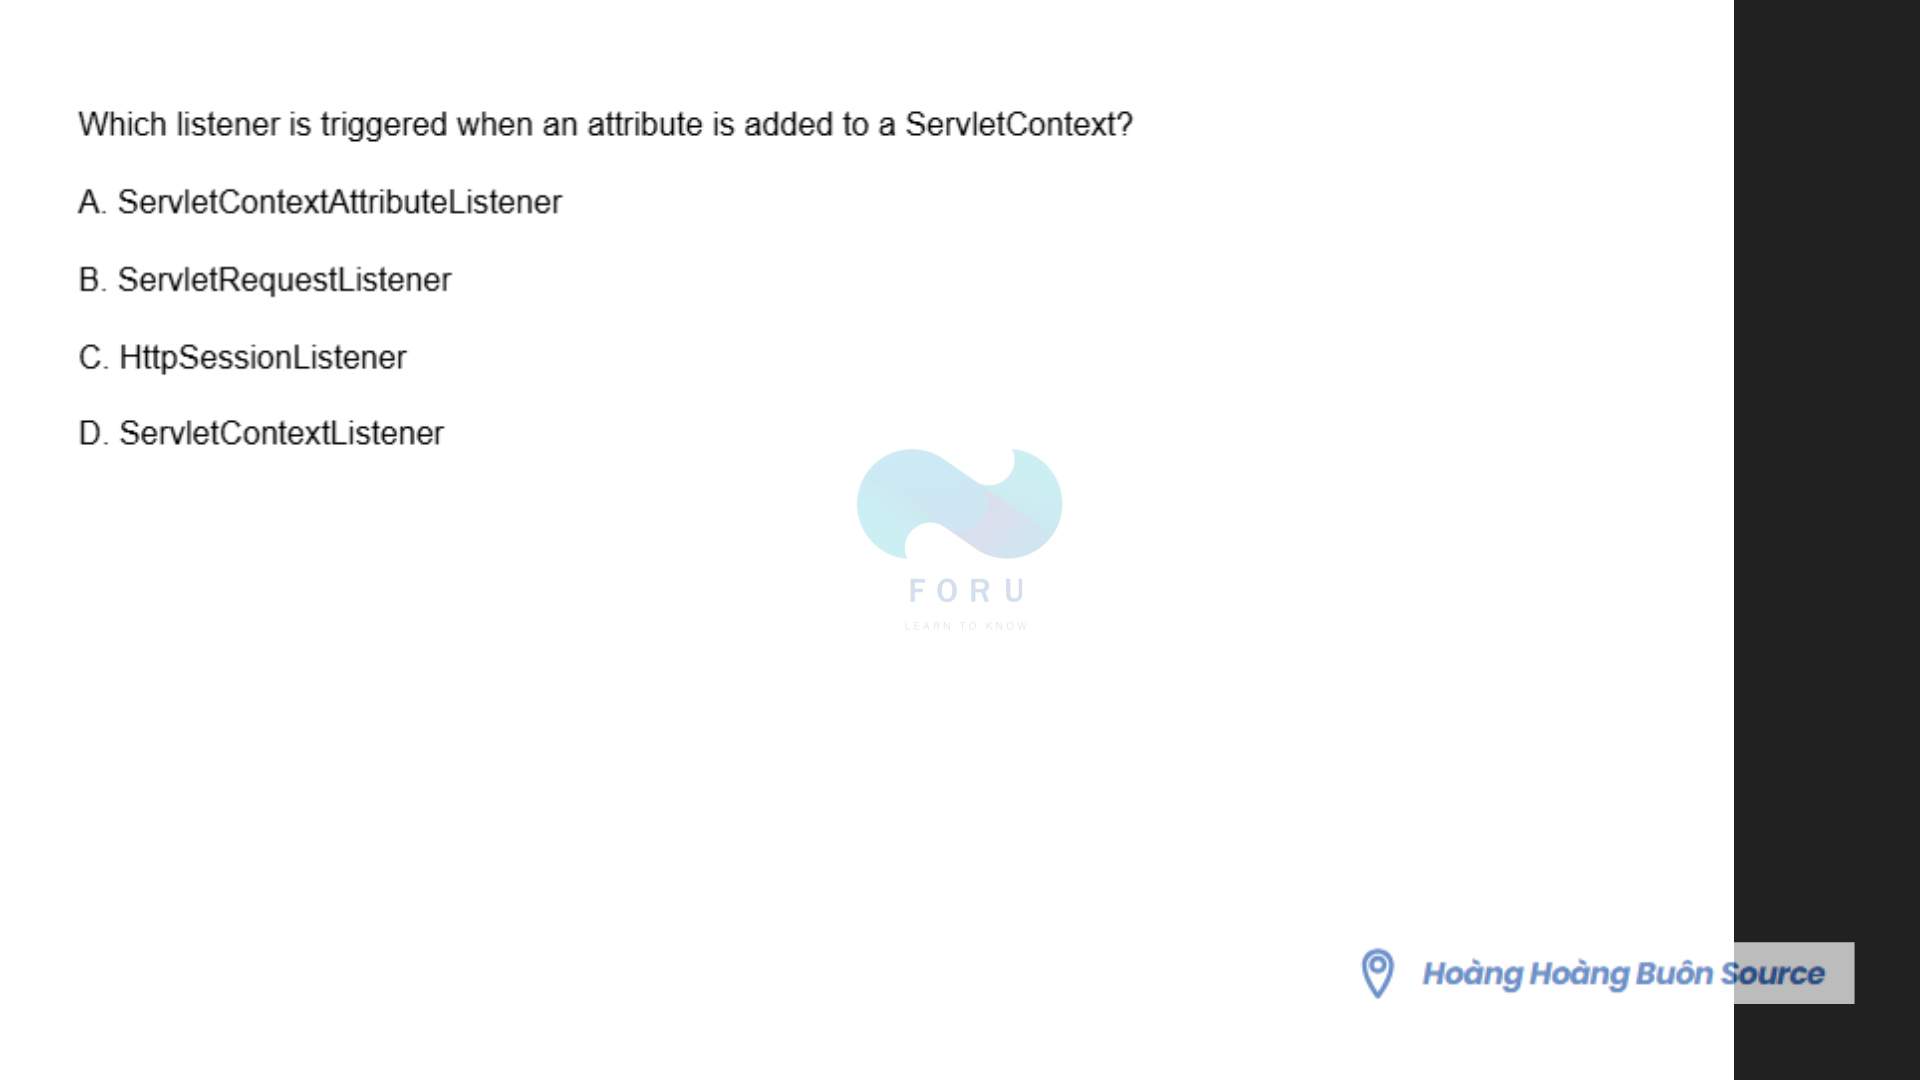 Which listener is triggered when an attribute is added to a ServletContext?
A. ServletContextAttributeListener
B. ServletRequestListener
C. HttpSessionListener
D. ServletContextListener
FORU
LEARN TO KNOW
Hoàng Hoàng Buôn Source